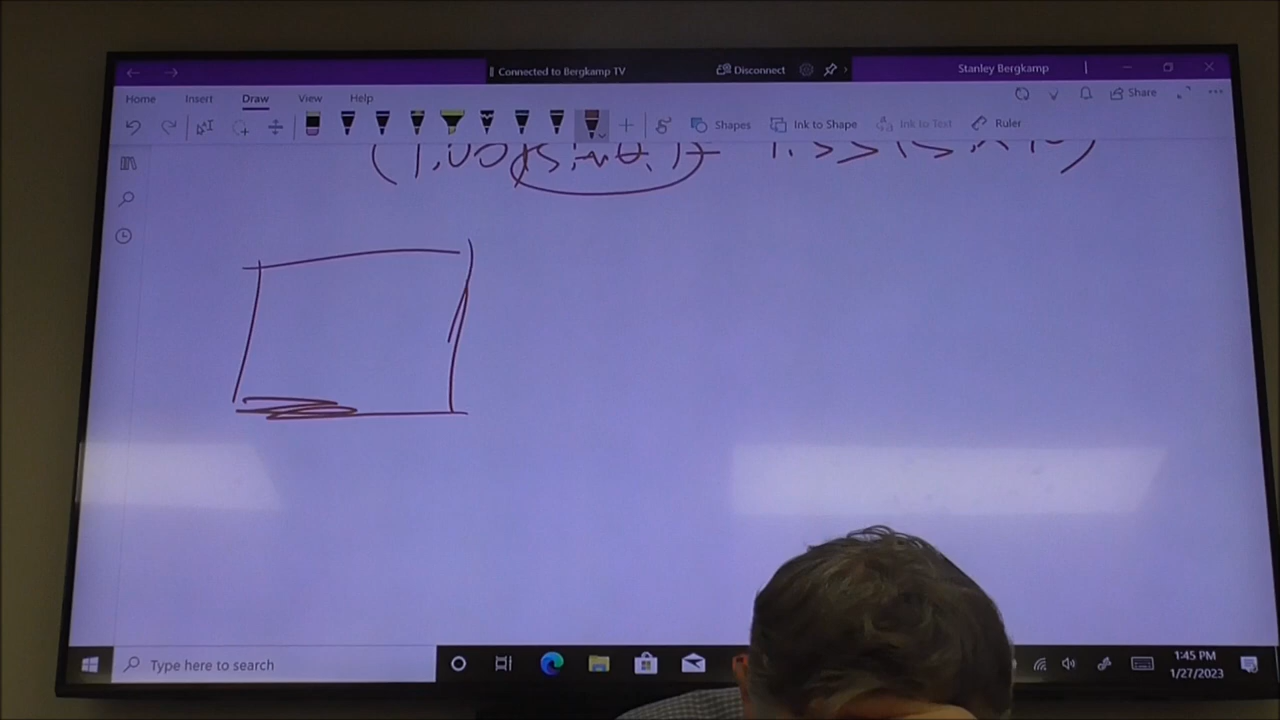 Connected to Bergkamp TV
Disconnect
Stanley Bergkamp
Home Insert Draw View Help
Share
Shapes
Ink to Shape
Ink to Text
Ruler
Type here to search
1:45 PM
1/27/2023